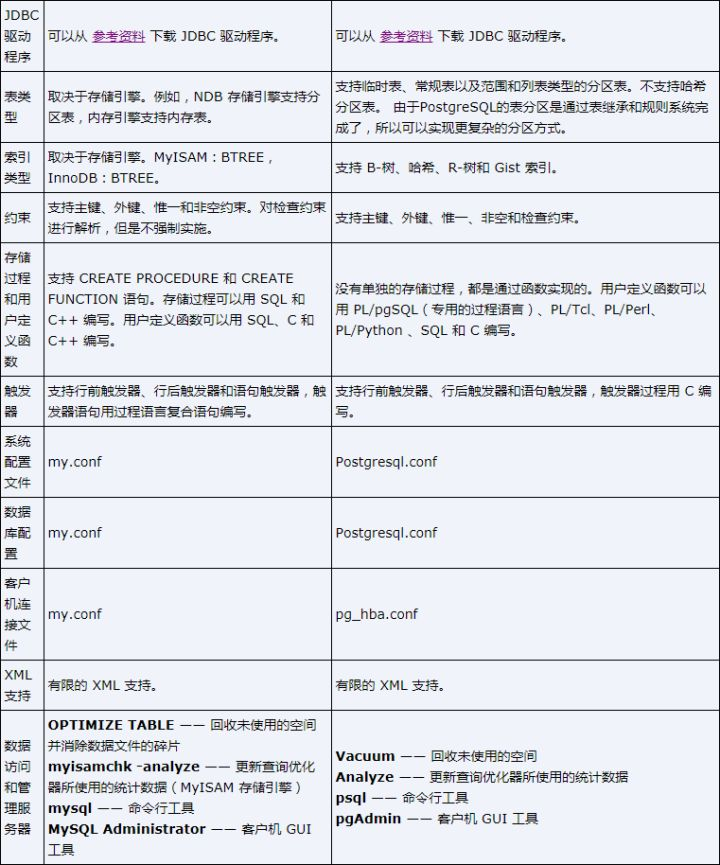 JDBC
驱动
程序
可以从 参考资料 下载 JDBC 驱动程序。
可以从 参考资料 下载 JDBC 驱动程序。
表类
型
取决于存储引擎。例如，NDB 存储引擎支持分
区表，内存引擎支持内存表。
支持临时表、常规表以及范围和列表类型的分区表。不支持哈希
分区表。 由于PostgreSQL的表分区是通过表继承和规则系统完
成了，所以可以实现更复杂的分区方式。
索引
类型
取决于存储引擎。MyISAM：BTREE，
InnoDB：BTREE。
支持 B-树、哈希、R-树和 Gist 索引。
约束
支持主键、外键、惟一和非空约束。对检查约束
进行解析，但是不强制实施。
支持主键、外键、惟一、非空和检查约束。
存储
过程
和用
户定
义函
数
支持 CREATE PROCEDURE 和 CREATE
FUNCTION 语句。存储过程可以用 SQL 和
C++ 编写。用户定义函数可以用 SQL、C 和
C++ 编写。
没有单独的存储过程，都是通过函数实现的。用户定义函数可以
用 PL/pgSQL（专用的过程语言）、PL/Tcl、PL/Perl、
PL/Python 、SQL 和 C 编写。
触发
器
支持行前触发器、行后触发器和语句触发器，触
发器语句用过程语言复合语句编写。
支持行前触发器、行后触发器和语句触发器，触发器过程用 C 编
写。
系统
配置
文件
my.conf
Postgresql.conf
数据
库配
置
my.conf
Postgresql.conf
客户
机连
接文
件
my.conf
pg_hba.conf
XML
支持
有限的 XML 支持。
有限的 XML 支持。
数据
访问
和管
理服
务器
OPTIMIZE TABLE —— 回收未使用的空间
并消除数据文件的碎片
myisamchk -analyze —— 更新查询优化
器所使用的统计数据（MyISAM 存储引擎）
mysql —— 命令行工具
MySQL Administrator —— 客户机 GUI
工具
Vacuum —— 回收未使用的空间
Analyze —— 更新查询优化器所使用的统计数据
psql —— 命令行工具
pgAdmin —— 客户机 GUI 工具